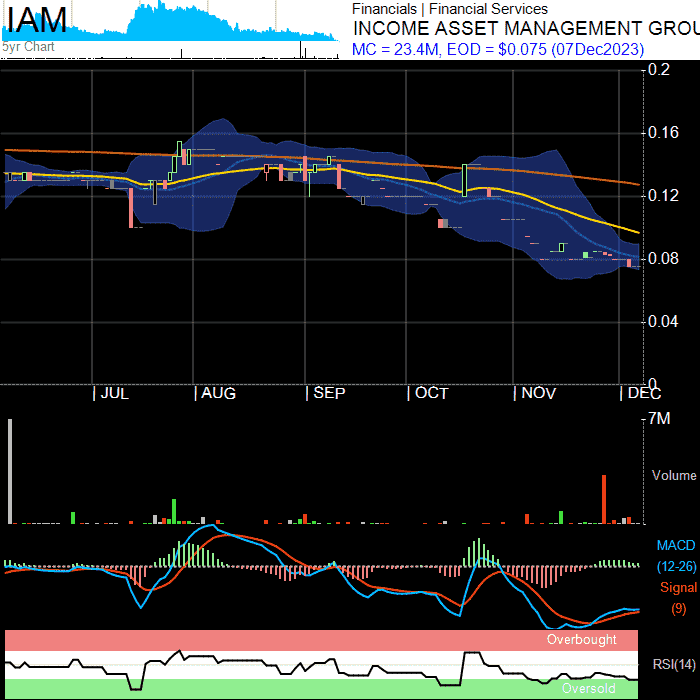 IAM
5yr Chart
Financials | Financial Services
INCOME ASSET MANAGEMENT GROU
MC = 23.4M, EOD = $0.075 (07Dec2023)
0.2
0.16
0.12
0.08
0.04
0
JUL AUG SEP OCT NOV DEC
7M
Volume
MACD
(12-26)
Signal
(9)
Overbought
RSI(14)
Oversold